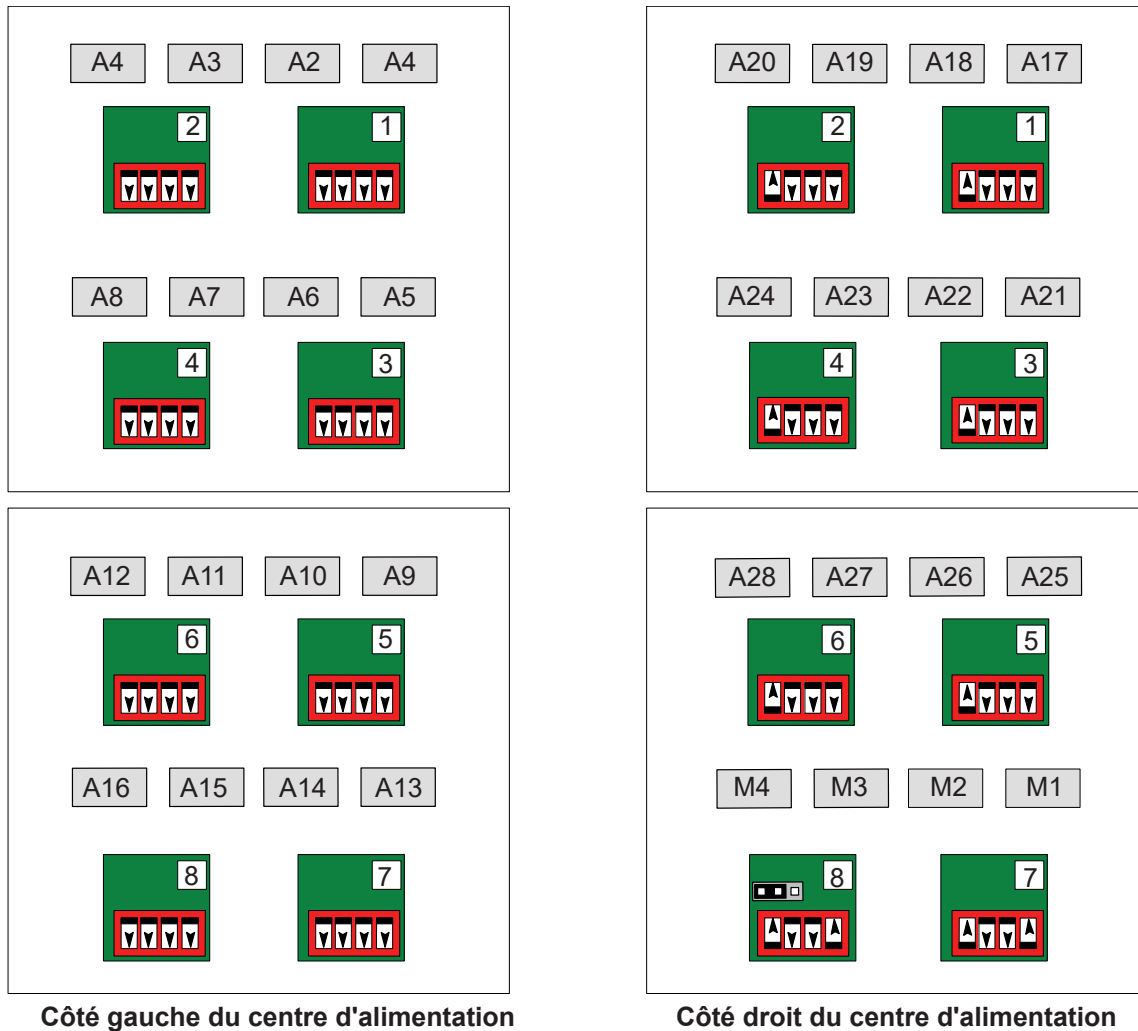 A4 A3 A2 A4
2 1
A8 A7 A6 A5
4 3
A12 A11 A10 A9
6 5
A16 A15 A14 A13
8 7
Côté gauche du centre d'alimentation
A20 A19 A18 A17
2 1
A24 A23 A22 A21
4 3
A28 A27 A26 A25
6 5
M4 M3 M2 M1
8 7
Côté droit du centre d'alimentation